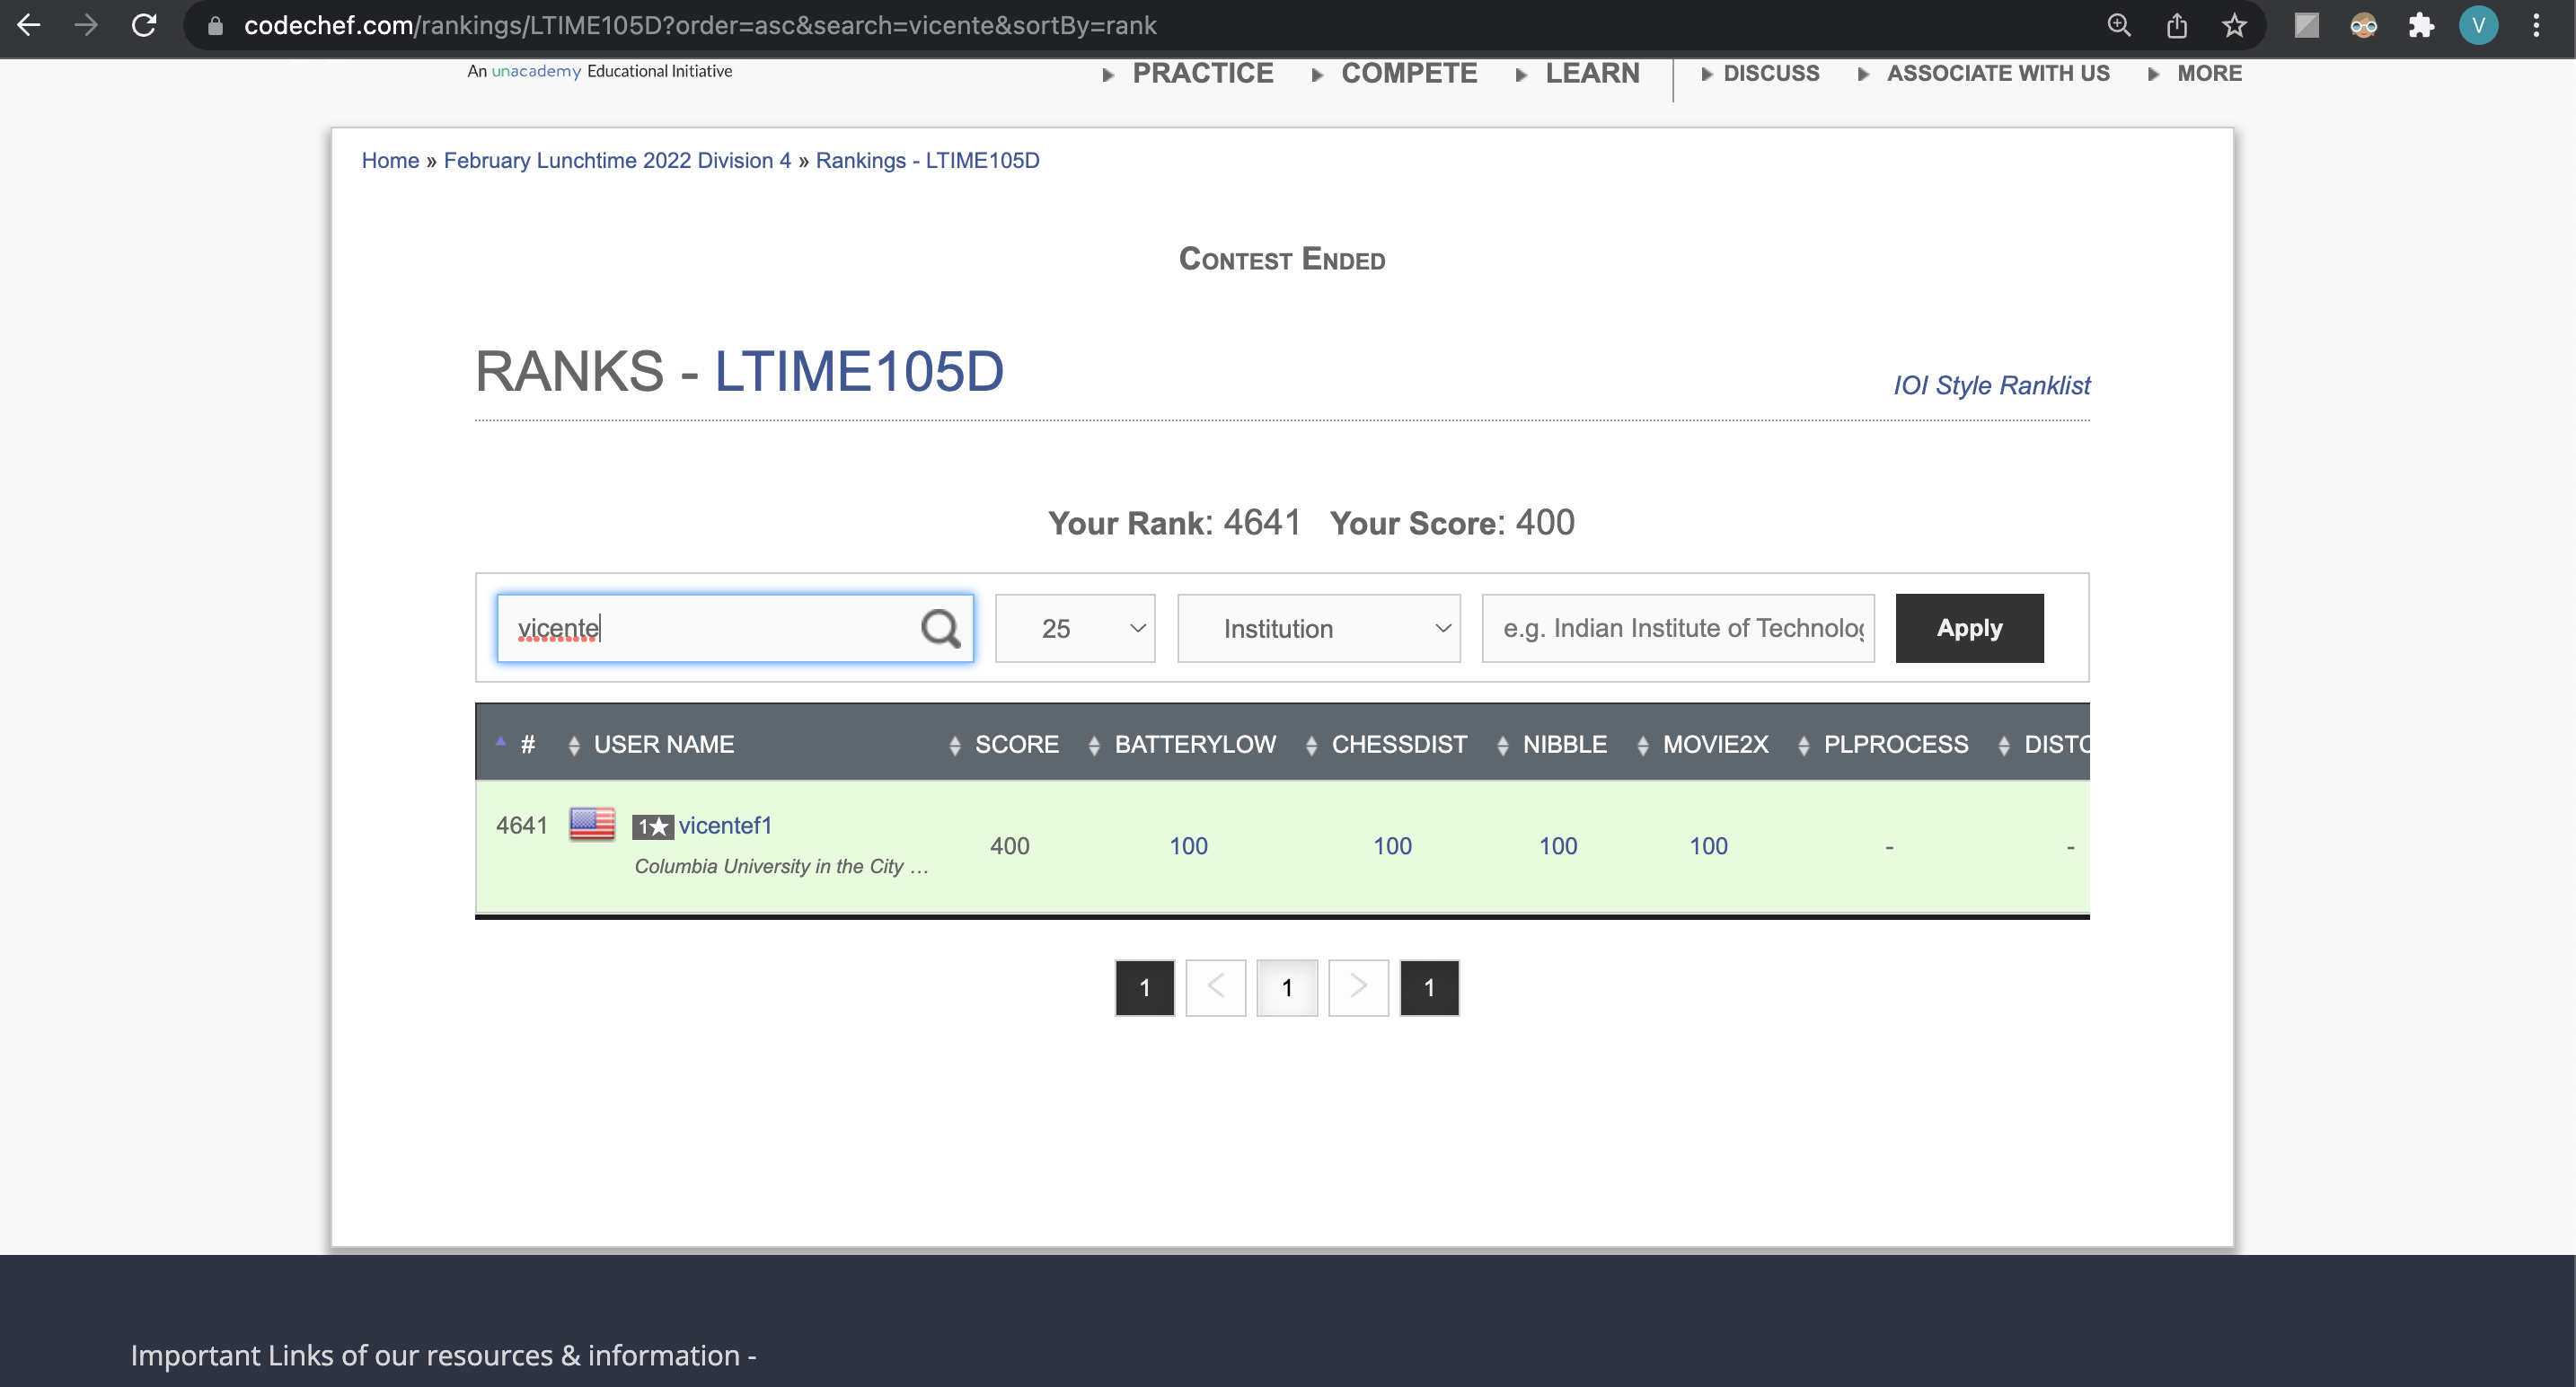 codechef.com/rankings/LTIME105D?order=asc&search=vicente&sortBy=rank
V
An unacademy Educational Initiative
PRACTICE COMPETE LEARN DISCUSS ASSOCIATE WITH US MORE
Home » February Lunchtime 2022 Division 4 » Rankings - LTIME105D
Contest Ended
RANKS - LTIME105D
IOI Style Ranklist
Your Rank: 4641 Your Score: 400
vicente 25 Institution e.g. Indian Institute of Technolog Apply
# USER NAME SCORE BATTERYLOW CHESSDIST NIBBLE MOVIE2X PLPROCESS DISTC
4641 1★ vicentef1 400 100 100 100 100 - -
Columbia University in the City ...
1 < 1 > 1
Important Links of our resources & information -